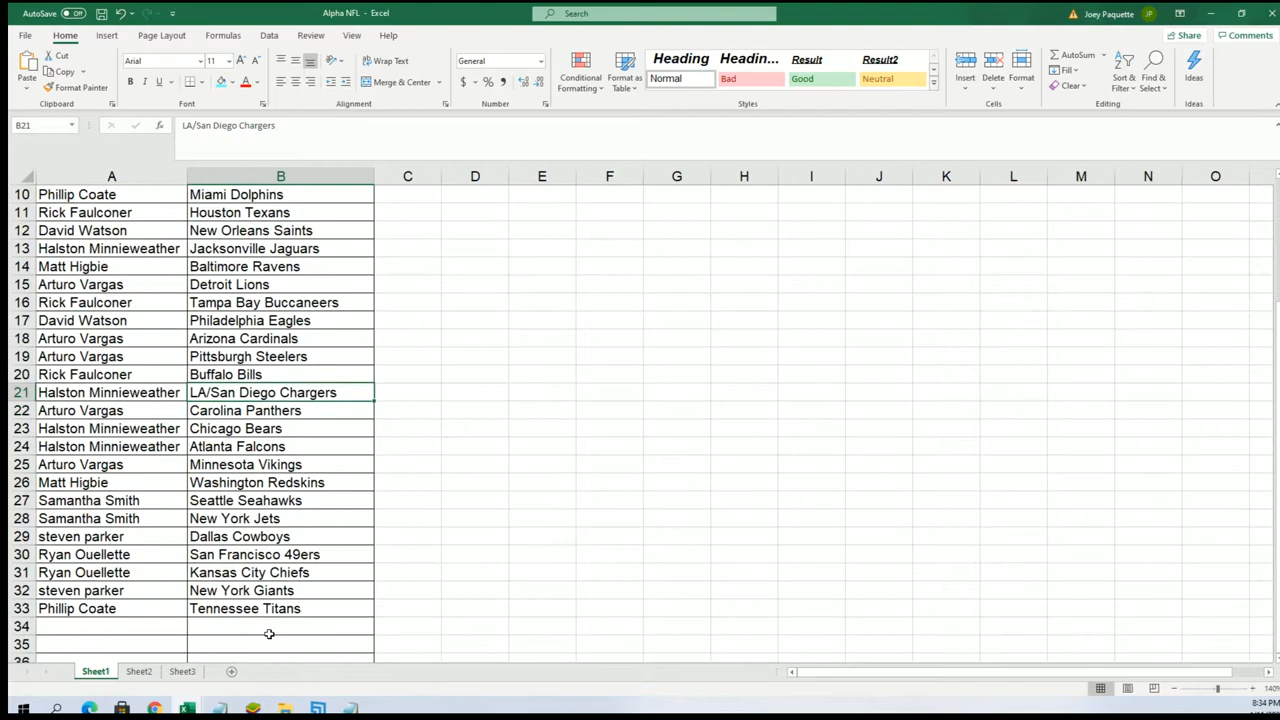 AutoSave Off Alpha NFL - Excel Search Joey Paquette JP
File Home Insert Page Layout Formulas Data Review View Help Share Comments
Paste Cut Copy Format Painter Clipboard
Arial 11 B I U A A A Font
Wrap Text Merge & Center Alignment
General $ % , Number
Conditional Formatting Format as Table
Heading Headin... Result Result2
Normal Bad Good Neutral
Styles
Insert Delete Format Cells
AutoSum Fill Clear Sort & Filter Find & Select Editing
Ideas Ideas
B21 fx LA/San Diego Chargers
A B C D E F G H I J K L M N O
10 Phillip Coate Miami Dolphins
11 Rick Faulconer Houston Texans
12 David Watson New Orleans Saints
13 Halston Minnieweather Jacksonville Jaguars
14 Matt Higbie Baltimore Ravens
15 Arturo Vargas Detroit Lions
16 Rick Faulconer Tampa Bay Buccaneers
17 David Watson Philadelphia Eagles
18 Arturo Vargas Arizona Cardinals
19 Arturo Vargas Pittsburgh Steelers
20 Rick Faulconer Buffalo Bills
21 Halston Minnieweather LA/San Diego Chargers
22 Arturo Vargas Carolina Panthers
23 Halston Minnieweather Chicago Bears
24 Halston Minnieweather Atlanta Falcons
25 Arturo Vargas Minnesota Vikings
26 Matt Higbie Washington Redskins
27 Samantha Smith Seattle Seahawks
28 Samantha Smith New York Jets
29 steven parker Dallas Cowboys
30 Ryan Ouellette San Francisco 49ers
31 Ryan Ouellette Kansas City Chiefs
32 steven parker New York Giants
33 Phillip Coate Tennessee Titans
34
35
Sheet1 Sheet2 Sheet3
140%
8:34 PM